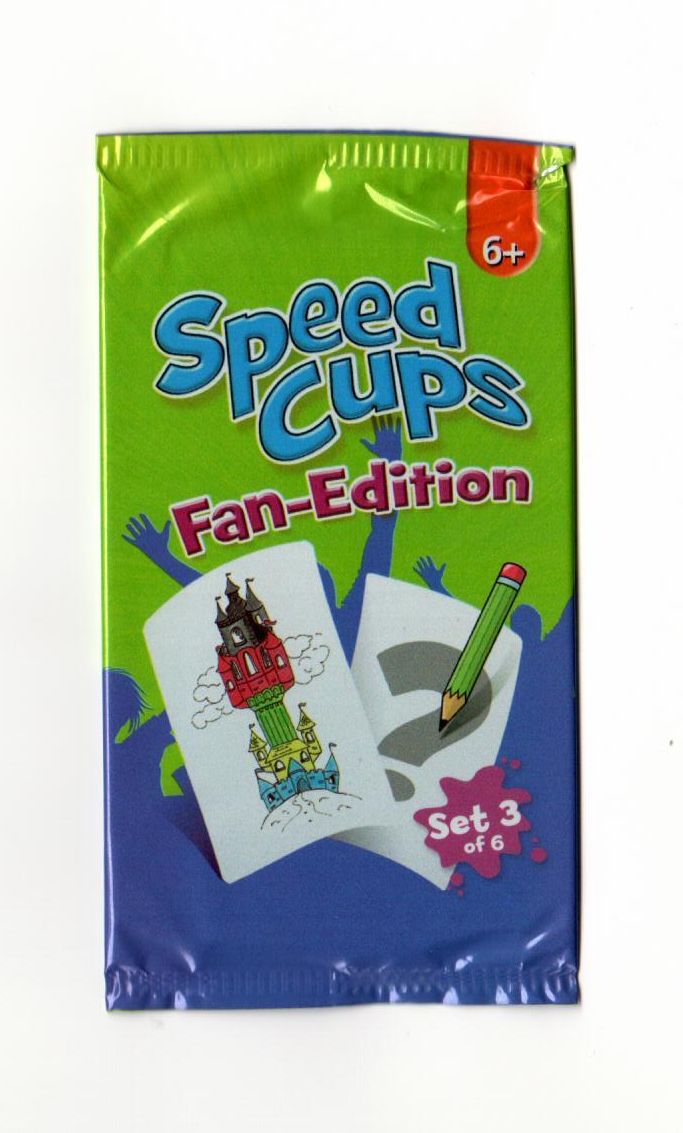 6+
Speed
Cups
Fan-Edition
?
Set 3
of 6